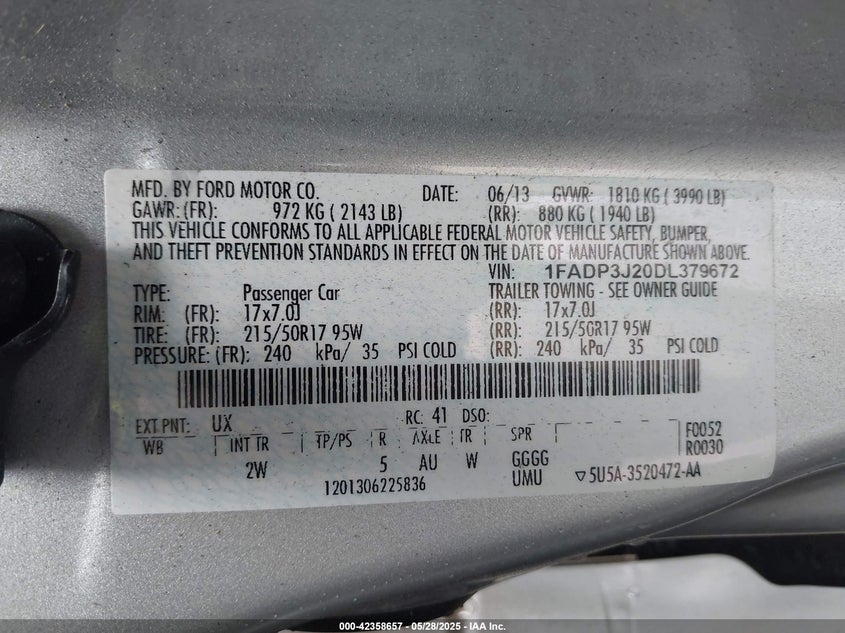 MFD. BY FORD MOTOR CO. DATE: 06/13 GVWR: 1810 KG ( 3990 LB)
GAWR: (FR): 972 KG ( 2143 LB) (RR): 880 KG ( 1940 LB)
THIS VEHICLE CONFORMS TO ALL APPLICABLE FEDERAL MOTOR VEHICLE SAFETY, BUMPER,
AND THEFT PREVENTION STANDARDS IN EFFECT ON THE DATE OF MANUFACTURE SHOWN ABOVE.
VIN: 1FADP3J20DL379672
TYPE: Passenger Car TRAILER TOWING - SEE OWNER GUIDE
RIM: (FR): 17x7.0J (RR): 17x7.0J
TIRE: (FR): 215/50R17 95W (RR): 215/50R17 95W
PRESSURE: (FR): 240 kPa/ 35 PSI COLD (RR): 240 kPa/ 35 PSI COLD
EXT PNT: UX RC: 41 DSO:
WB INT TR TP/PS R AXLE TR SPR F0052
R0030
2W 5 AU W GGGG
UMU ▽5U5A-3520472-AA
1201306225836
000-42358657 - 05/28/2025 - IAA Inc.